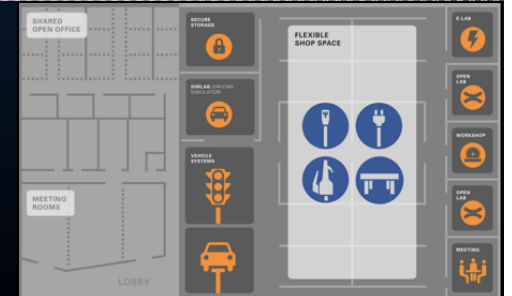 SHARED
OPEN OFFICE
SECURE
STORAGE
SIMLAB (DRIVING
SIMULATION)
VEHICLE
SYSTEMS
MEETING
ROOMS
LOBBY
FLEXIBLE
SHOP SPACE
E-LAB
OPEN
LAB
WORKSHOP
OPEN
LAB
MEETING